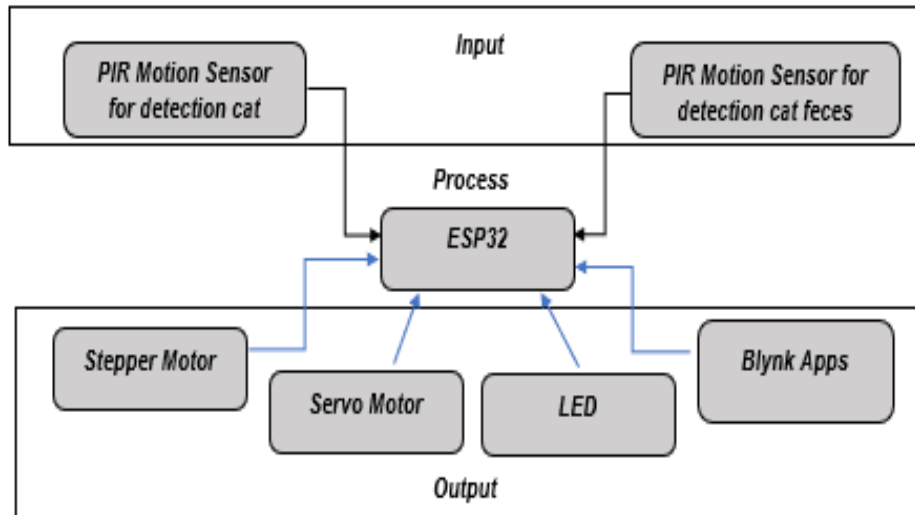 Input
PIR Motion Sensor
for detection cat
PIR Motion Sensor for
detection cat feces
Process
ESP32
Stepper Motor
Servo Motor
LED
Blynk Apps
Output